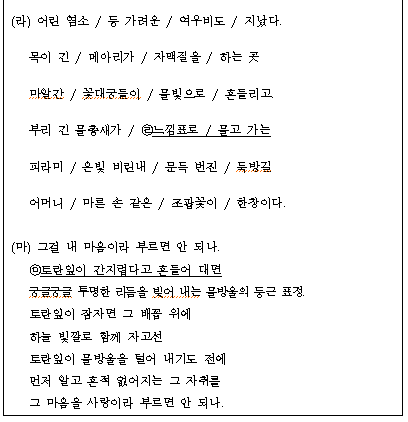 (라) 어린 염소 / 등 가려운 / 여우비도 / 지났다.
목이 긴 / 메아리가 / 자맥질을 / 하는 곳
마알간 / 꽃대궁들이 / 물빛으로 / 흔들리고.
부리 긴 물총새가 / ㉣느낌표로 / 물고 가는
피라미 / 은빛 비린내 / 문득 번진 / 둑방길
어머니 / 마른 손 같은 / 조팝꽃이 / 한창이다.
(마) 그걸 내 마음이라 부르면 안 되나.
㉤토란잎이 간지럽다고 흔들어 대면
궁글궁글 투명한 리듬을 빚어 내는 물방울의 둥근 표정
토란잎이 잠자면 그 배꼽 위에
하늘 빛깔로 함께 자고선
토란잎이 물방울을 털어 내기도 전에
먼저 알고 흔적 없어지는 그 자취를
그 마음을 사랑이라 부르면 안 되나.